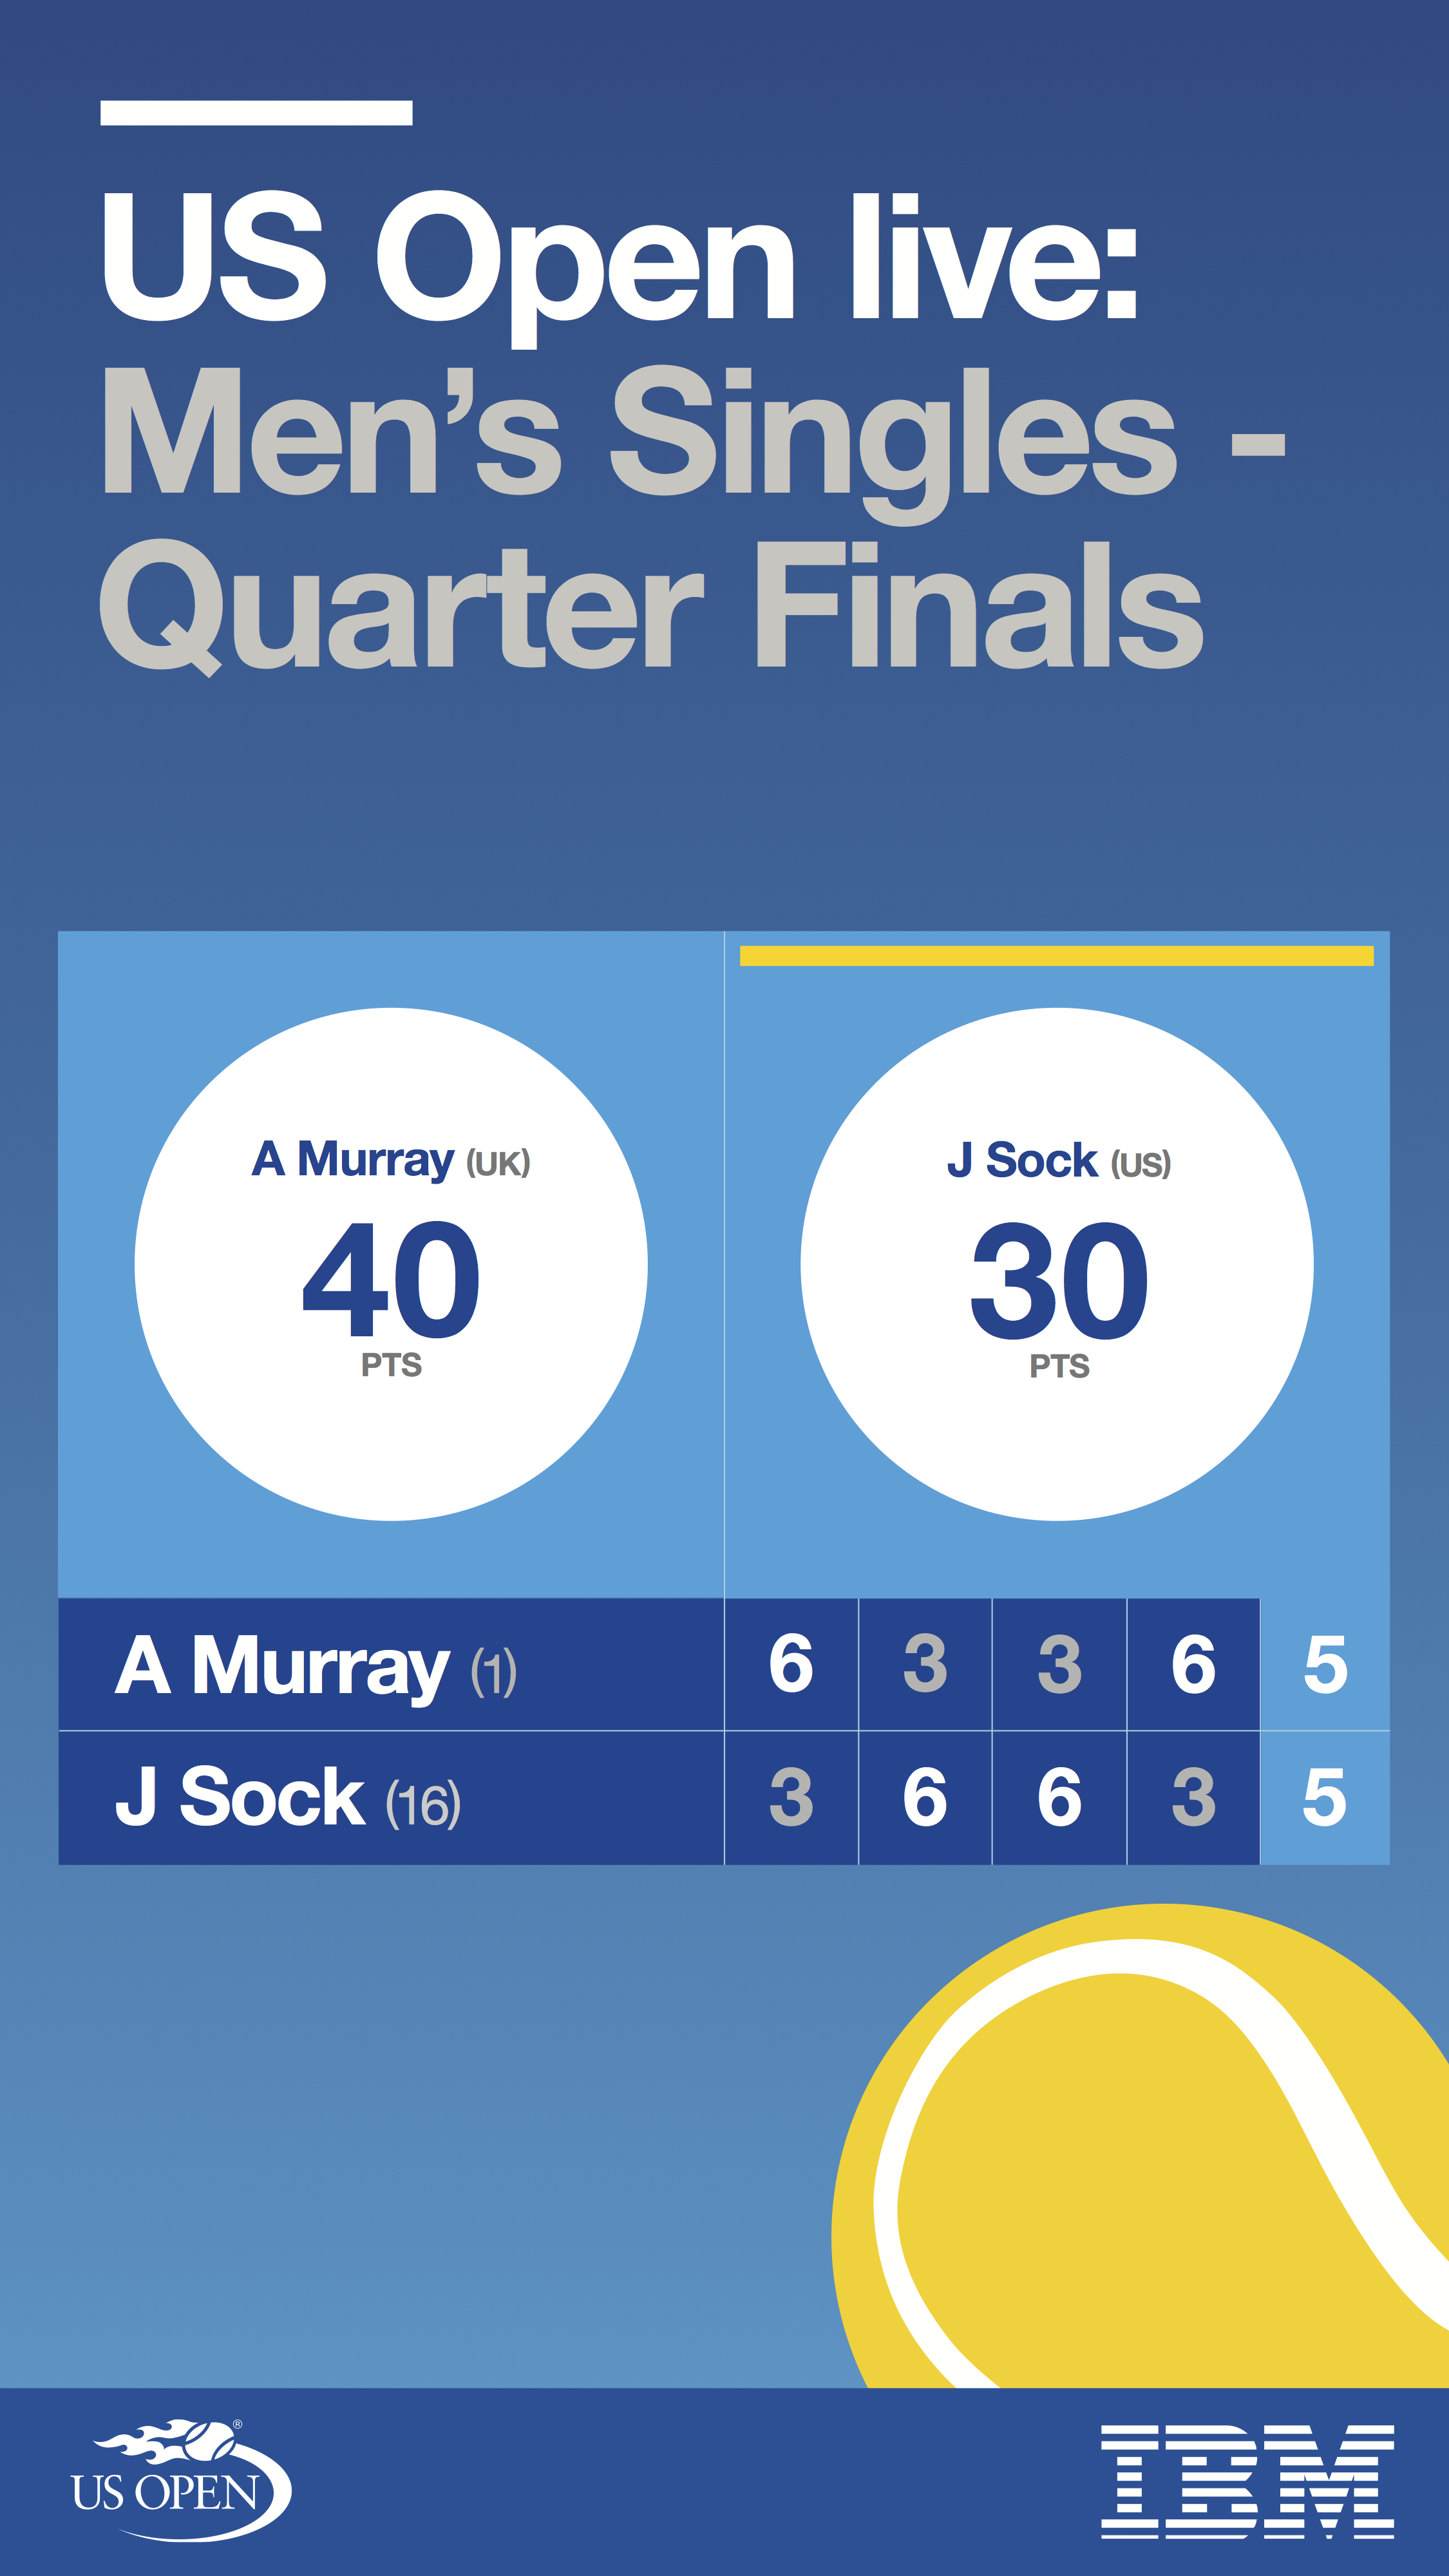 US Open live:
Men’s Singles -
Quarter Finals
A Murray (UK)
40
PTS
J Sock (US)
30
PTS
A Murray (1) 6 3 3 6 5
J Sock (16) 3 6 6 3 5
®
US OPEN
IBM